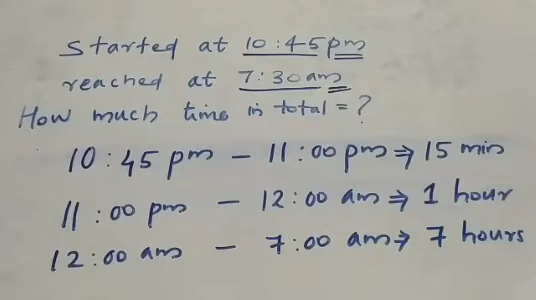 Started at 10:45pm
reached at 7:30am
How much time in total = ?
10:45 pm - 11:00 pm ⇒ 15 min
11:00 pm - 12:00 am ⇒ 1 hour
12:00 am - 7:00 am ⇒ 7 hours